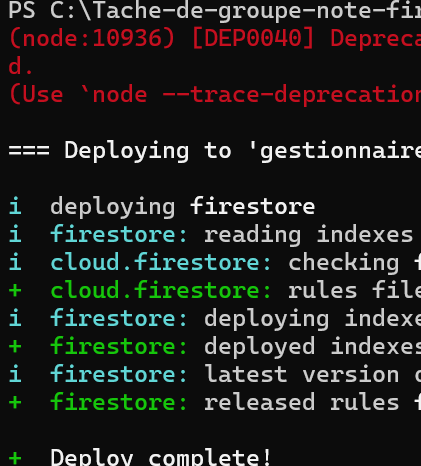 PS C:\Tache-de-groupe-note-fir
(node:10936) [DEP0040] Depreca
d.
(Use `node --trace-deprecation
=== Deploying to 'gestionnaire
i deploying firestore
i firestore: reading indexes
i cloud.firestore: checking f
+ cloud.firestore: rules file
i firestore: deploying indexe
+ firestore: deployed indexes
i firestore: latest version o
+ firestore: released rules f
+ Deploy complete!